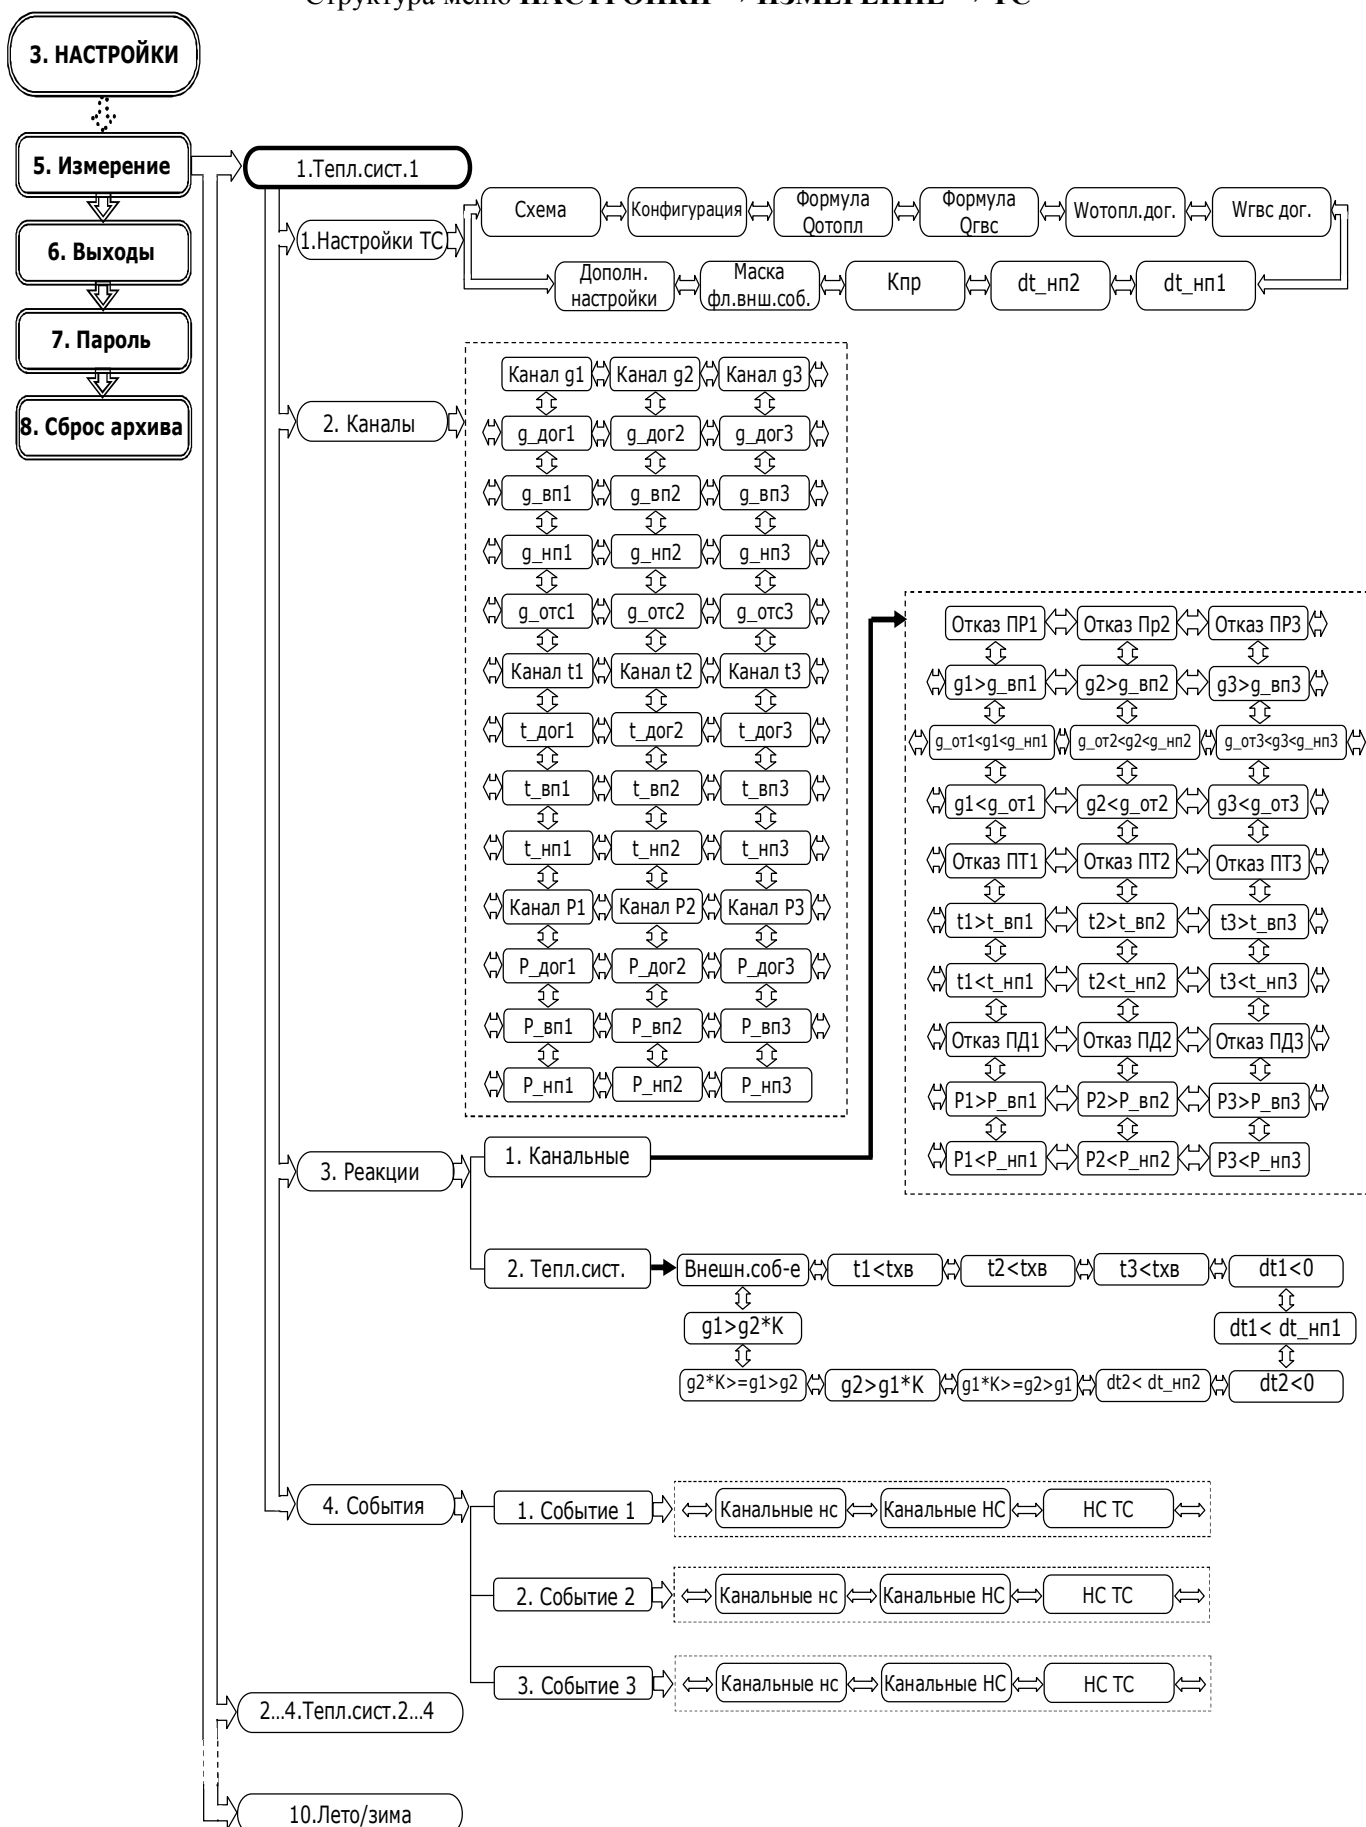 Структура меню НАСТРОЙКИ → ИЗМЕРЕНИЕ → ТС
3. НАСТРОЙКИ
5. Измерение
6. Выходы
7. Пароль
8. Сброс архива
1.Тепл.сист.1
1.Настройки ТС
Схема
Конфигурация
Формула
Qотопл
Формула
Qгвс
Wотопл.дог.
Wгвс дог.
Дополн.
настройки
Маска
фл.внш.соб.
Кпр
dt_нп2
dt_нп1
2. Каналы
Канал g1 Канал g2 Канал g3
g_дог1 g_дог2 g_дог3
g_вп1 g_вп2 g_вп3
g_нп1 g_нп2 g_нп3
g_отс1 g_отс2 g_отс3
Канал t1 Канал t2 Канал t3
t_дог1 t_дог2 t_дог3
t_вп1 t_вп2 t_вп3
t_нп1 t_нп2 t_нп3
Канал P1 Канал P2 Канал P3
P_дог1 P_дог2 P_дог3
P_вп1 P_вп2 P_вп3
P_нп1 P_нп2 P_нп3
3. Реакции
1. Канальные
Отказ ПР1 Отказ Пр2 Отказ ПР3
g1>g_вп1 g2>g_вп2 g3>g_вп3
g_от1<g1<g_нп1 g_от2<g2<g_нп2 g_от3<g3<g_нп3
g1<g_от1 g2<g_от2 g3<g_от3
Отказ ПТ1 Отказ ПТ2 Отказ ПТ3
t1>t_вп1 t2>t_вп2 t3>t_вп3
t1<t_нп1 t2<t_нп2 t3<t_нп3
Отказ ПД1 Отказ ПД2 Отказ ПД3
P1>P_вп1 P2>P_вп2 P3>P_вп3
P1<P_нп1 P2<P_нп2 P3<P_нп3
2. Тепл.сист.
Внешн.соб-е t1<tхв t2<tхв t3<tхв dt1<0
g1>g2*K dt1< dt_нп1
g2*K>=g1>g2 g2>g1*K g1*K>=g2>g1 dt2< dt_нп2 dt2<0
4. События
1. Событие 1 Канальные нс Канальные НС НС ТС
2. Событие 2 Канальные нс Канальные НС НС ТС
3. Событие 3 Канальные нс Канальные НС НС ТС
2...4.Тепл.сист.2...4
10.Лето/зима